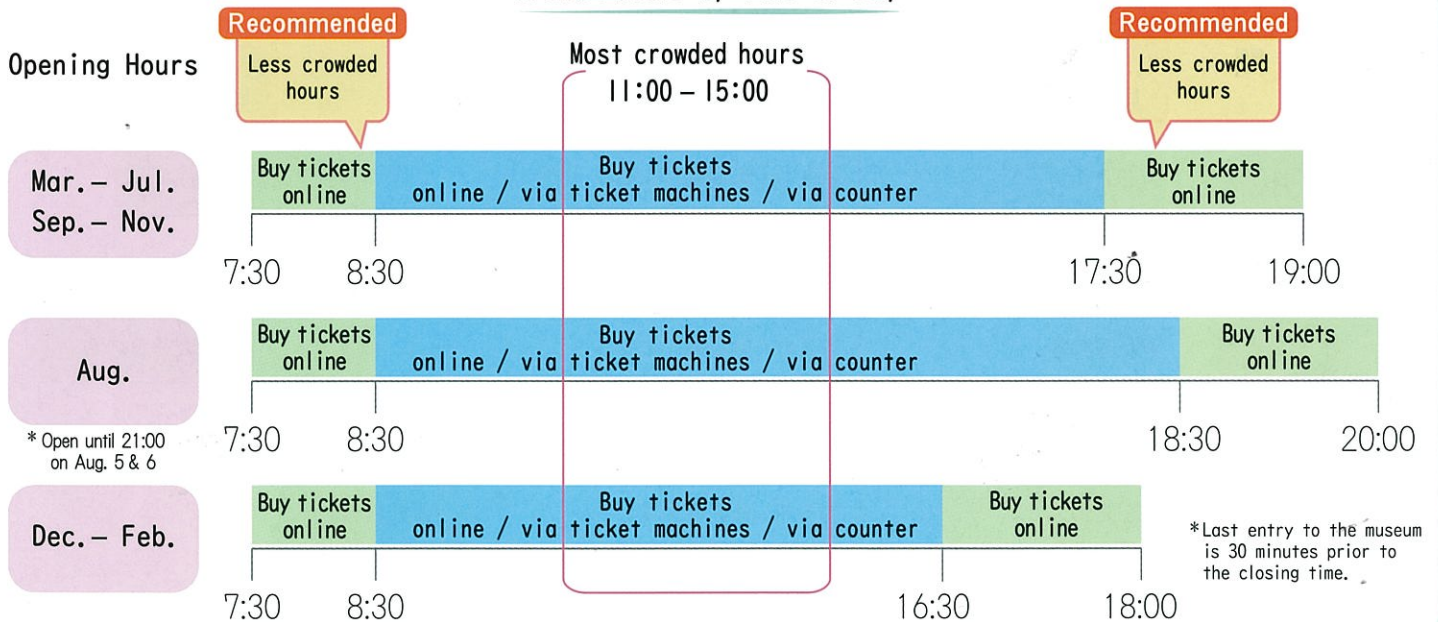 Recommended
Less crowded
hours
Opening Hours
Most crowded hours
11:00 – 15:00
Recommended
Less crowded
hours
Mar. – Jul.
Sep. – Nov.
Buy tickets
online
Buy tickets
online / via ticket machines / via counter
Buy tickets
online
7:30
8:30
17:30
19:00
Aug.
* Open until 21:00
on Aug. 5 & 6
Buy tickets
online
Buy tickets
online / via ticket machines / via counter
Buy tickets
online
7:30
8:30
18:30
20:00
Dec. – Feb.
Buy tickets
online
Buy tickets
online / via ticket machines / via counter
Buy tickets
online
7:30
8:30
16:30
18:00
*Last entry to the museum
is 30 minutes prior to
the closing time.